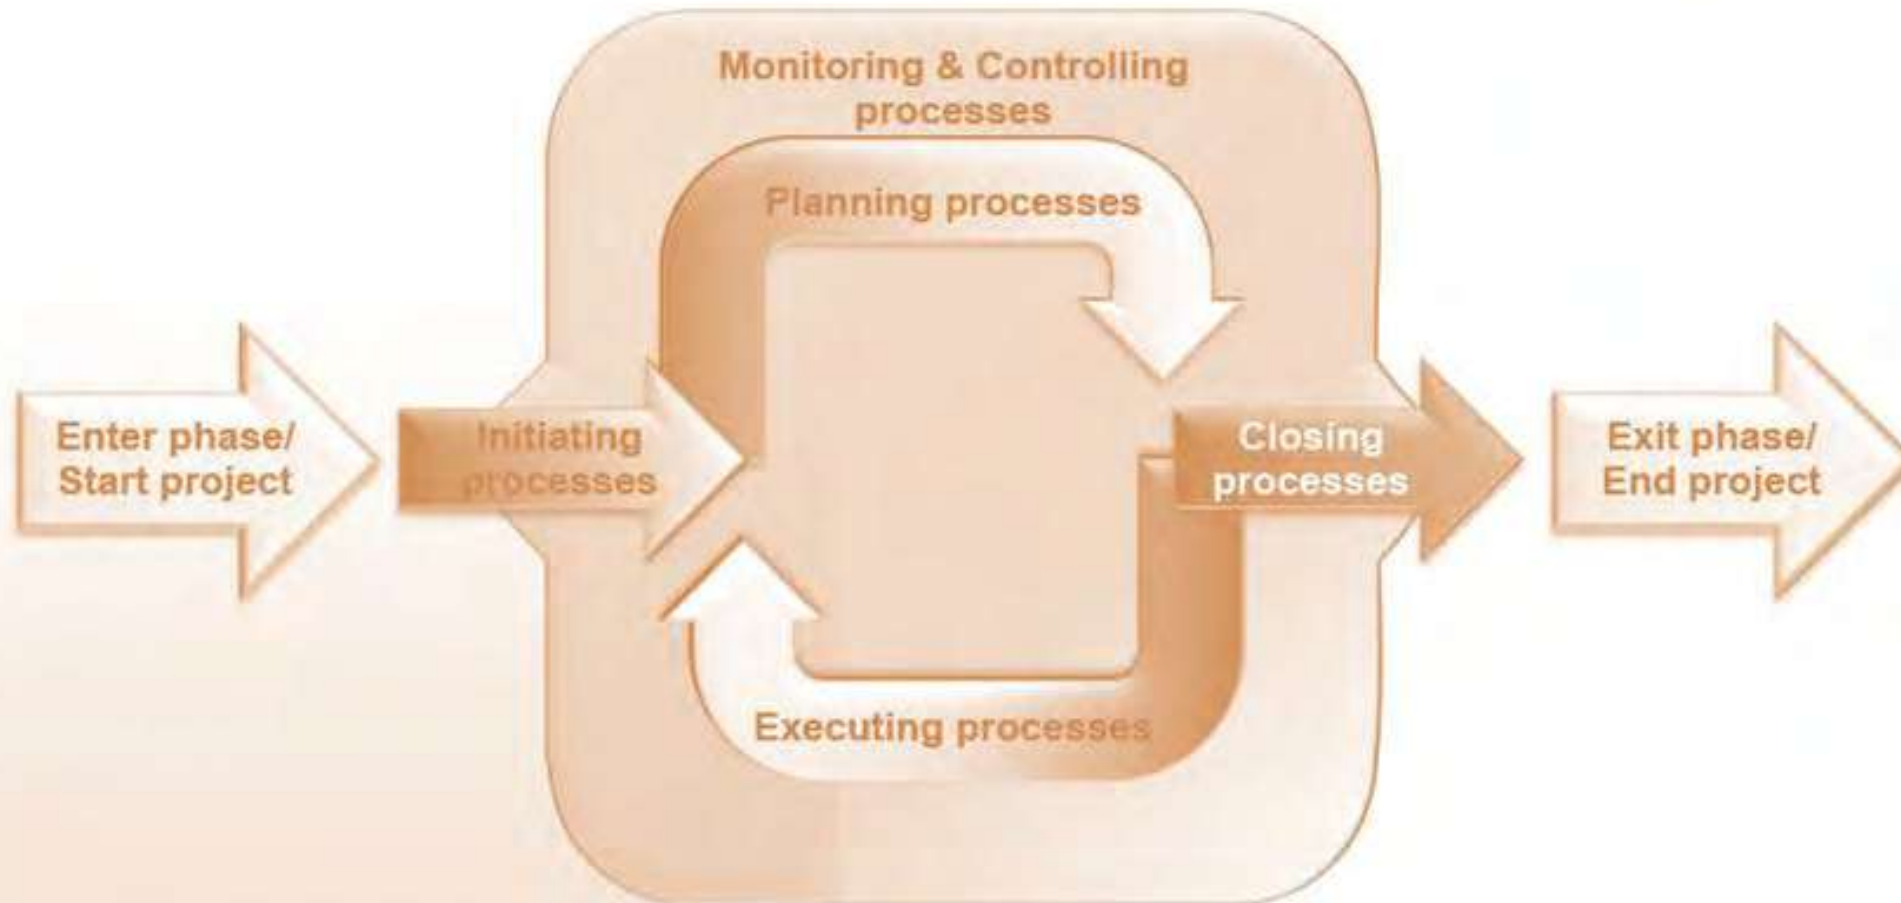 Monitoring & Controlling
processes
Planning processes
Enter phase/
Start project
Initiating
processes
Closing
processes
Exit phase/
End project
Executing processes